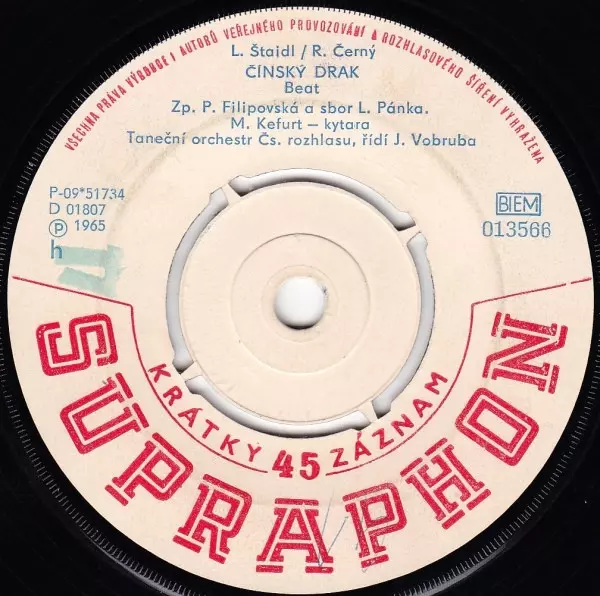 VŠECHNA PRÁVA VÝROBCE I AUTORŮ VEŘEJNÉHO PROVOZOVÁNÍ & ROZHLASOVÉHO ŠÍŘENÍ VYHRAZENA
L. Štaidl / R. Černý
ČÍNSKÝ DRAK
Beat
Zp. P. Filipovská a sbor L. Pánka.
M. Kefurt – kytara
Taneční orchestr Čs. rozhlasu, řídí J. Vobruba
P-09*51734
D 01807
Ⓟ 1965
h
BIEM
013566
KRÁTKÝ 45 ZÁZNAM
SUPRAPHON